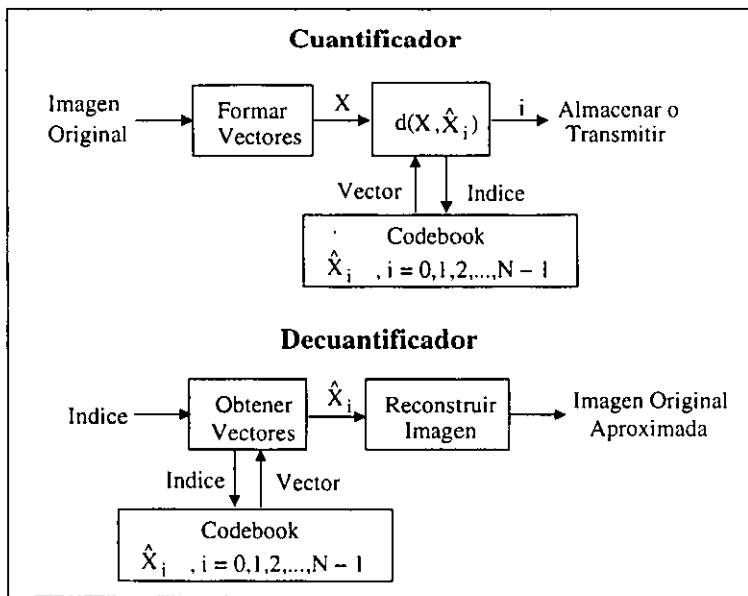 Cuantificador
Imagen
Original
Formar
Vectores
X
d(X, X̂i)
i
Almacenar o
Transmitir
Vector
Indice
Codebook
X̂i , i = 0,1,2,...,N − 1
Decuantificador
Indice
Obtener
Vectores
X̂i
Reconstruir
Imagen
Imagen Original
Aproximada
Indice
Vector
Codebook
X̂i , i = 0,1,2,...,N − 1